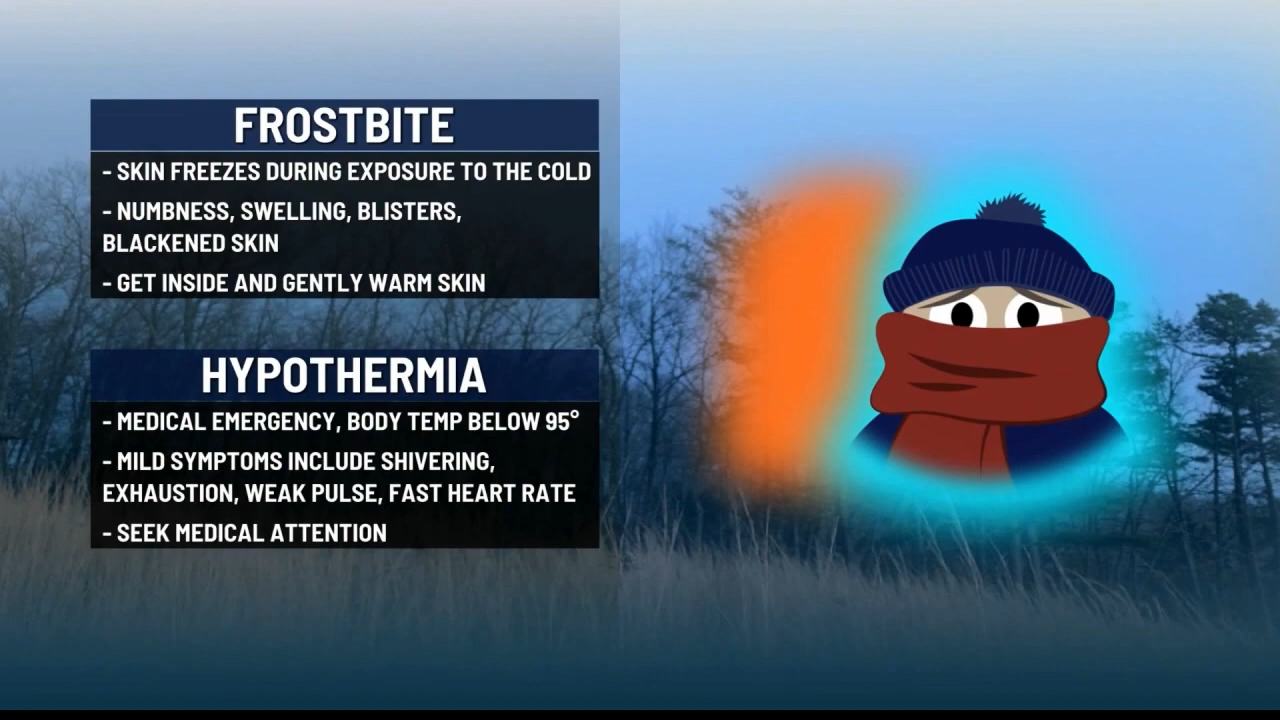 FROSTBITE
- SKIN FREEZES DURING EXPOSURE TO THE COLD
- NUMBNESS, SWELLING, BLISTERS,
BLACKENED SKIN
- GET INSIDE AND GENTLY WARM SKIN
HYPOTHERMIA
- MEDICAL EMERGENCY, BODY TEMP BELOW 95°
- MILD SYMPTOMS INCLUDE SHIVERING,
EXHAUSTION, WEAK PULSE, FAST HEART RATE
- SEEK MEDICAL ATTENTION